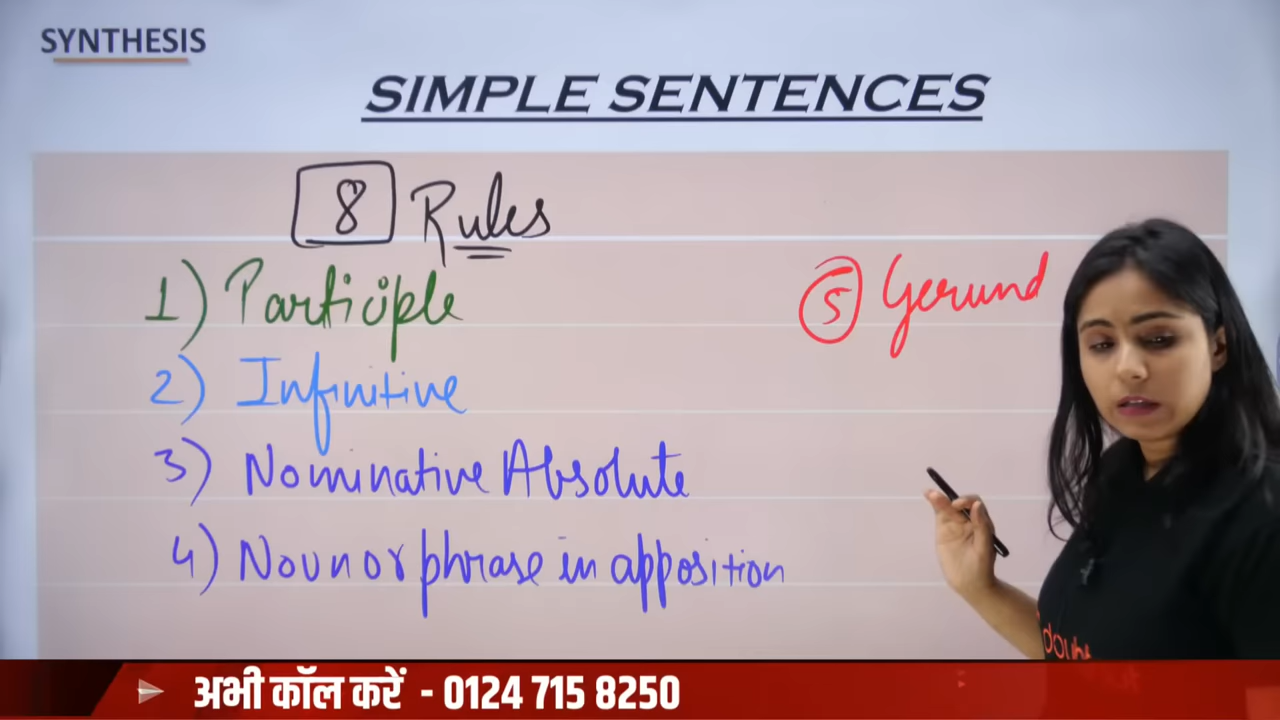 SYNTHESIS
SIMPLE SENTENCES
8 Rules
1) Participle
2) Infinitive
3) Nominative Absolute
4) Noun or phrase in apposition
5 Gerund
अभी कॉल करें - 0124 715 8250